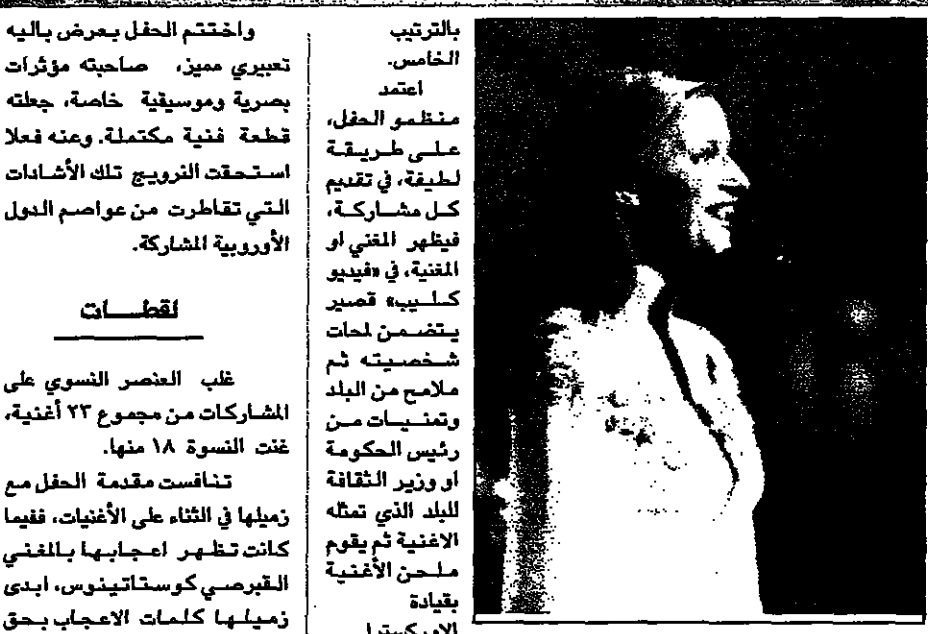 بالترتيب
الخامس.
اعتمد
منظمو الحفل،
على طريقة
لطيفة، في تقديم
كل مشاركة،
فيظهر المغني او
المغنية، في «فيديو
كليب» قصير
يتضمن لمحات
شخصيته ثم
ملامح من البلد
وتمنيات من
رئيس الحكومة
او وزير الثقافة
للبلد الذي تمثله
الاغنية ثم يقوم
ملحن الأغنية
بقيادة
الاوركسترا
واختتم الحفل بعرض باليه
تعبيري مميز، صاحبته مؤثرات
بصرية وموسيقية خاصة، جعلته
قطعة فنية مكتملة. وعنه فعلا
استحقت النرويج تلك الأشادات
التي تقاطرت من عواصم الدول
الأوروبية المشاركة.
لقطات
غلب العنصر النسوي على
المشاركات من مجموع ٢٣ أغنية،
غنت النسوة ١٨ منها.
تنافست مقدمة الحفل مع
زميلها في الثناء على الأغنيات، ففيما
كانت تظهر اعجابها بالمغني
القبرصي كوستاتينوس، ابدى
زميلها كلمات الاعجاب بحق